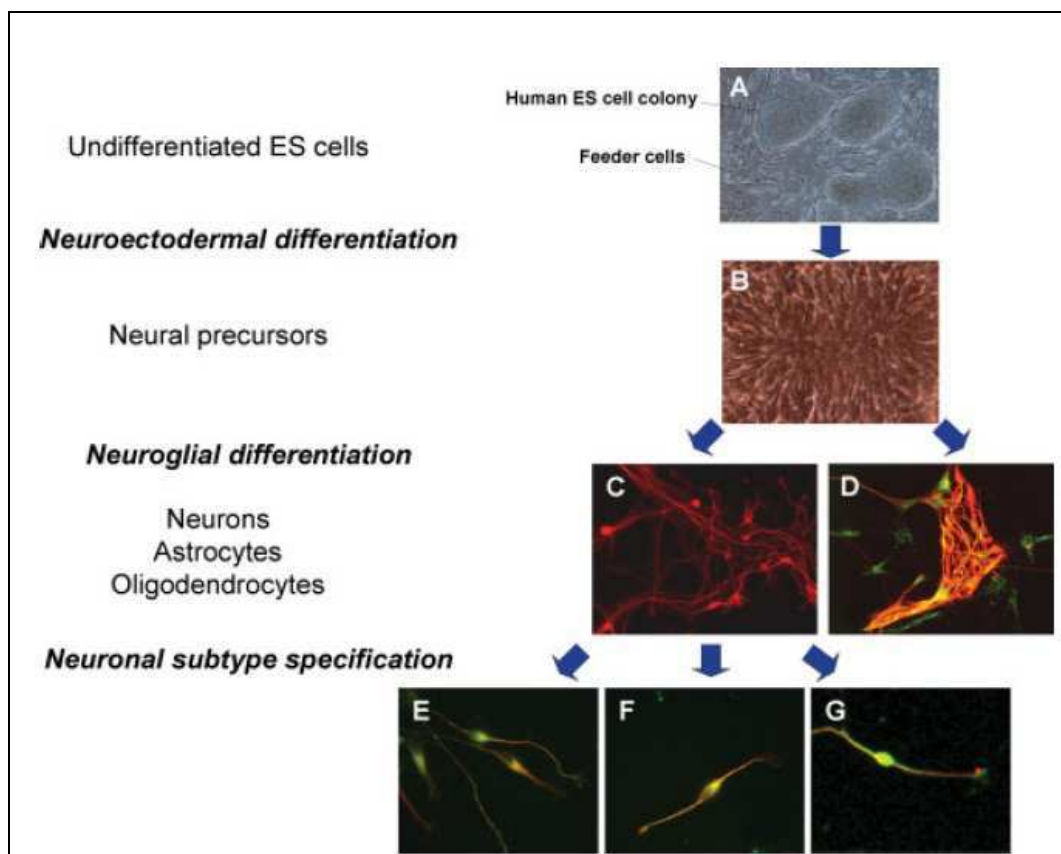 A
Human ES cell colony
Undifferentiated ES cells
Feeder cells
Neuroectodermal differentiation
B
Neural precursors
Neuroglial differentiation
C
D
Neurons
Astrocytes
Oligodendrocytes
Neuronal subtype specification
E
F
G